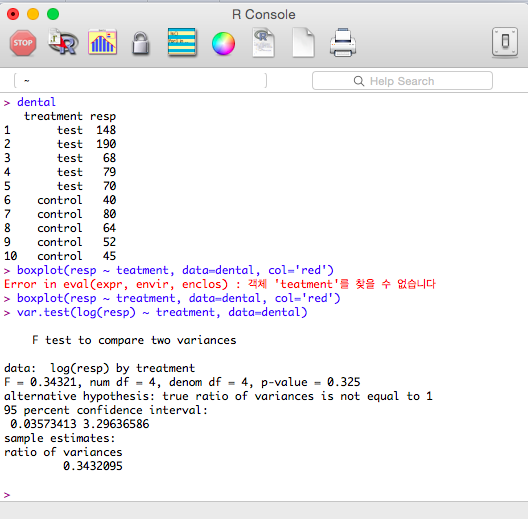 R Console
STOP
R
~
Help Search
> dental
   treatment resp
1       test  148
2       test  190
3       test   68
4       test   79
5       test   70
6    control   40
7    control   80
8    control   64
9    control   52
10   control   45
> boxplot(resp ~ teatment, data=dental, col='red')
Error in eval(expr, envir, enclos) : 객체 'teatment'를 찾을 수 없습니다
> boxplot(resp ~ treatment, data=dental, col='red')
> var.test(log(resp) ~ treatment, data=dental)
F test to compare two variances
data:  log(resp) by treatment
F = 0.34321, num df = 4, denom df = 4, p-value = 0.325
alternative hypothesis: true ratio of variances is not equal to 1
95 percent confidence interval:
 0.03573413 3.29636586
sample estimates:
ratio of variances
         0.3432095
>